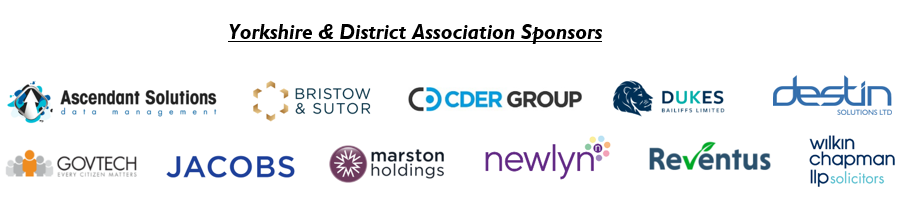 Yorkshire & District Association Sponsors
Ascendant Solutions
data management
BRISTOW
& SUTOR
CDER GROUP
DUKES
BAILIFFS LIMITED
destin
SOLUTIONS LTD
GOVTECH
EVERY CITIZEN MATTERS
JACOBS
marston
holdings
newlyn
n
Reventus
wilkin
chapman
llp solicitors